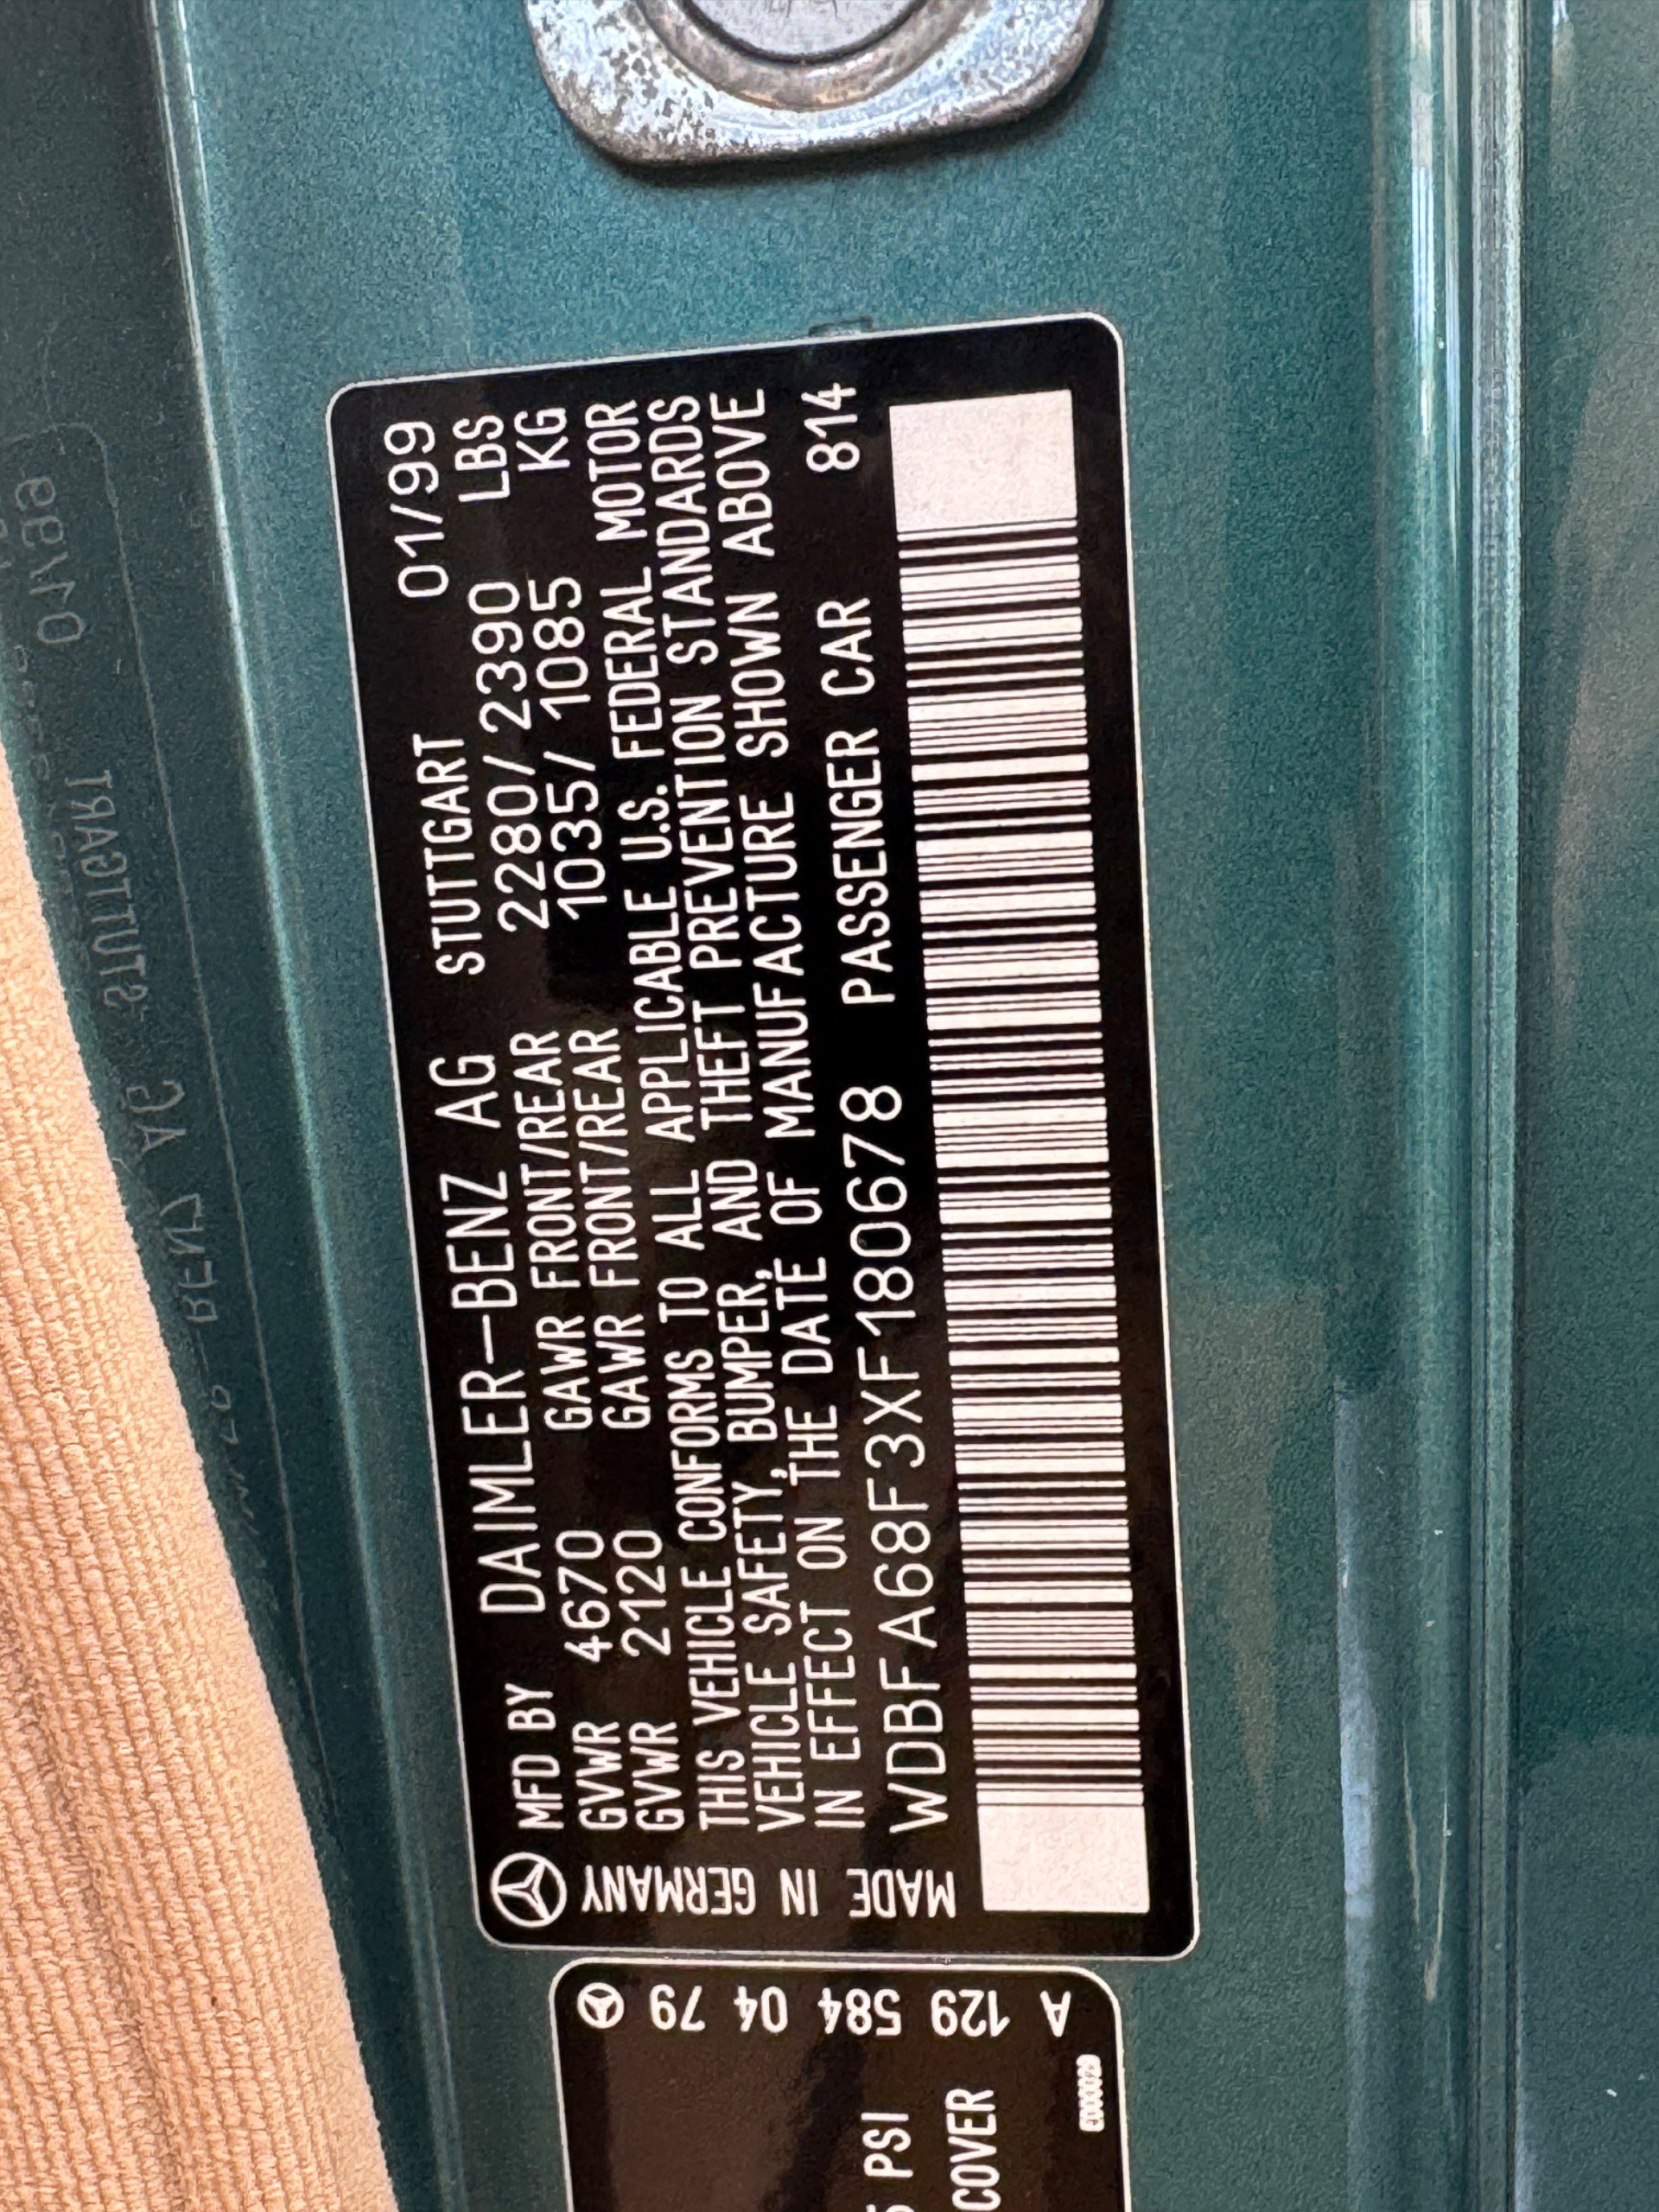 MFD BY DAIMLER-BENZ AG STUTTGART 01/99
GVWR 4670 GAWR FRONT/REAR 2280/2390 LBS
GVWR 2120 GAWR FRONT/REAR 1035/1085 KG
THIS VEHICLE CONFORMS TO ALL APPLICABLE U.S. FEDERAL MOTOR
VEHICLE SAFETY, BUMPER, AND THEFT PREVENTION STANDARDS
IN EFFECT ON THE DATE OF MANUFACTURE SHOWN ABOVE
WDBFA68F3XF180678 PASSENGER CAR 814
MADE IN GERMANY
A 129 584 04 79
E000029
PSI
COVER